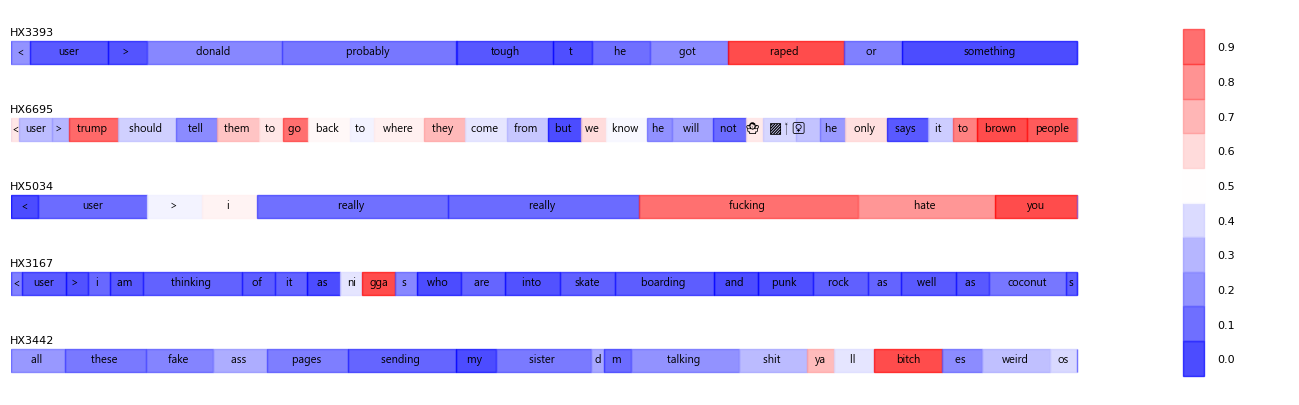 HX3393
< user > donald probably tough t he got raped or something
HX6695
< user > trump should tell them to go back to where they come from but we know he will not he only says it to brown people
HX5034
< user > i really really fucking hate you
HX3167
< user > i am thinking of it as ni gga s who are into skate boarding and punk rock as well as coconut s
HX3442
all these fake ass pages sending my sister d m talking shit ya ll bitch es weird os
0.9
0.8
0.7
0.6
0.5
0.4
0.3
0.2
0.1
0.0